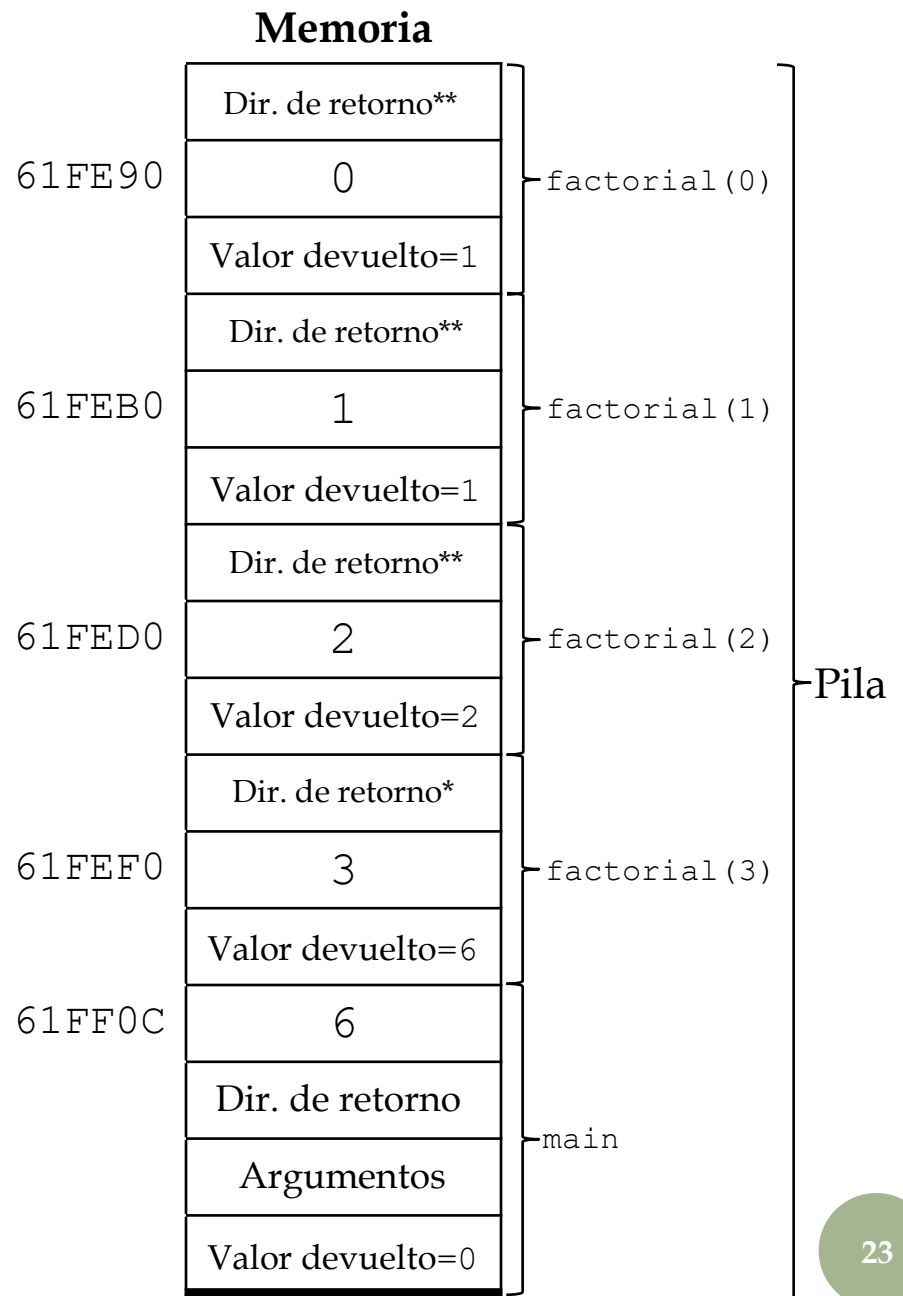 Memoria
Dir. de retorno**
61FE90 0 factorial(0)
Valor devuelto=1
Dir. de retorno**
61FEB0 1 factorial(1)
Valor devuelto=1
Dir. de retorno**
61FED0 2 factorial(2)
Pila
Valor devuelto=2
Dir. de retorno*
61FEF0 3 factorial(3)
Valor devuelto=6
61FF0C 6
Dir. de retorno
main
Argumentos
Valor devuelto=0
23